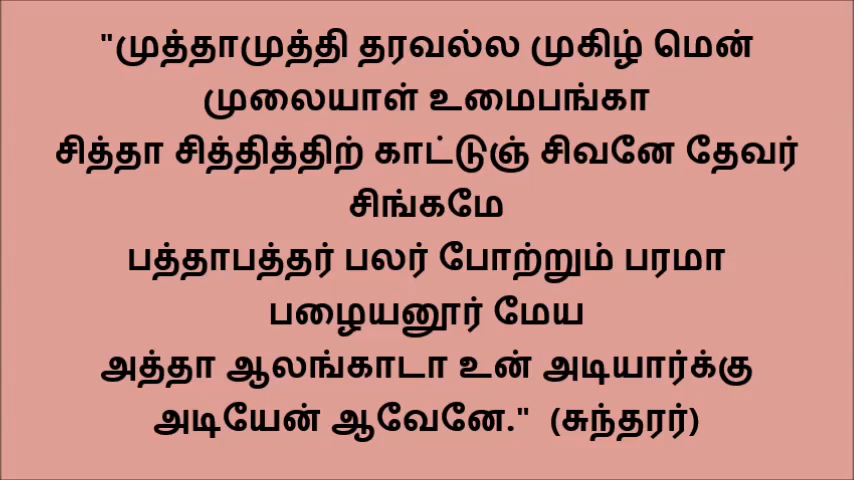 "முத்தாமுத்தி தரவல்ல முகிழ் மென்
முலையாள் உமைபங்கா
சித்தா சித்தித்திற் காட்டுஞ் சிவனே தேவர்
சிங்கமே
பத்தாபத்தர் பலர் போற்றும் பரமா
பழையனூர் மேய
அத்தா ஆலங்காடா உன் அடியார்க்கு
அடியேன் ஆவேனே." (சுந்தரர்)